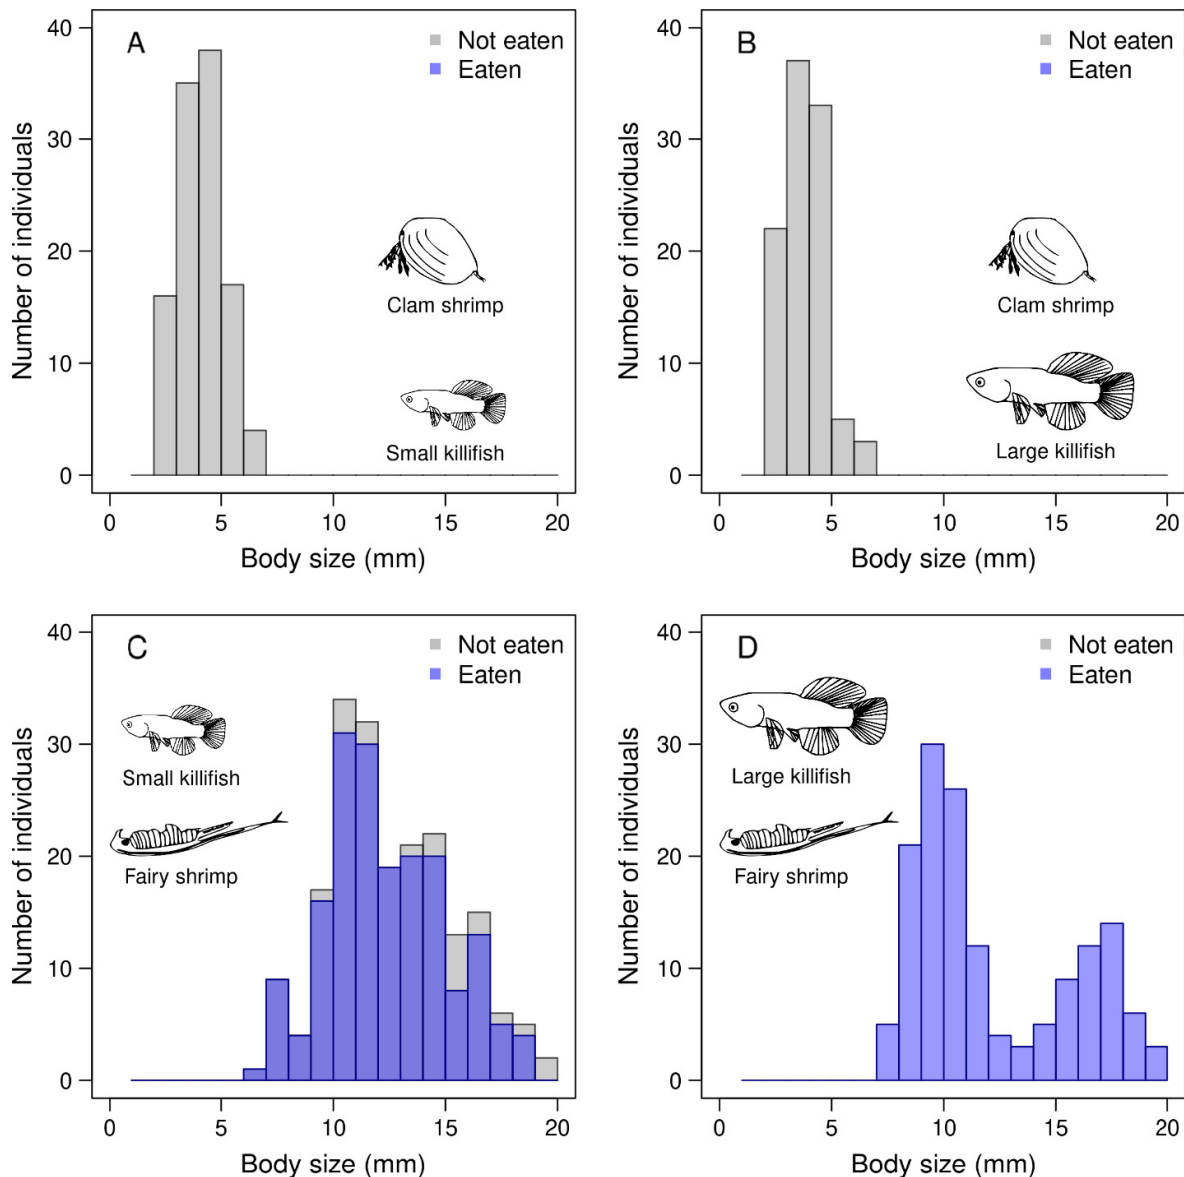 A
Not eaten
Eaten
Number of individuals
40
30
20
10
0
Clam shrimp
Small killifish
0 5 10 15 20
Body size (mm)
B
Not eaten
Eaten
Number of individuals
40
30
20
10
0
Clam shrimp
Large killifish
0 5 10 15 20
Body size (mm)
C
Not eaten
Eaten
Number of individuals
40
30
20
10
0
Small killifish
Fairy shrimp
0 5 10 15 20
Body size (mm)
D
Not eaten
Eaten
Number of individuals
40
30
20
10
0
Large killifish
Fairy shrimp
0 5 10 15 20
Body size (mm)